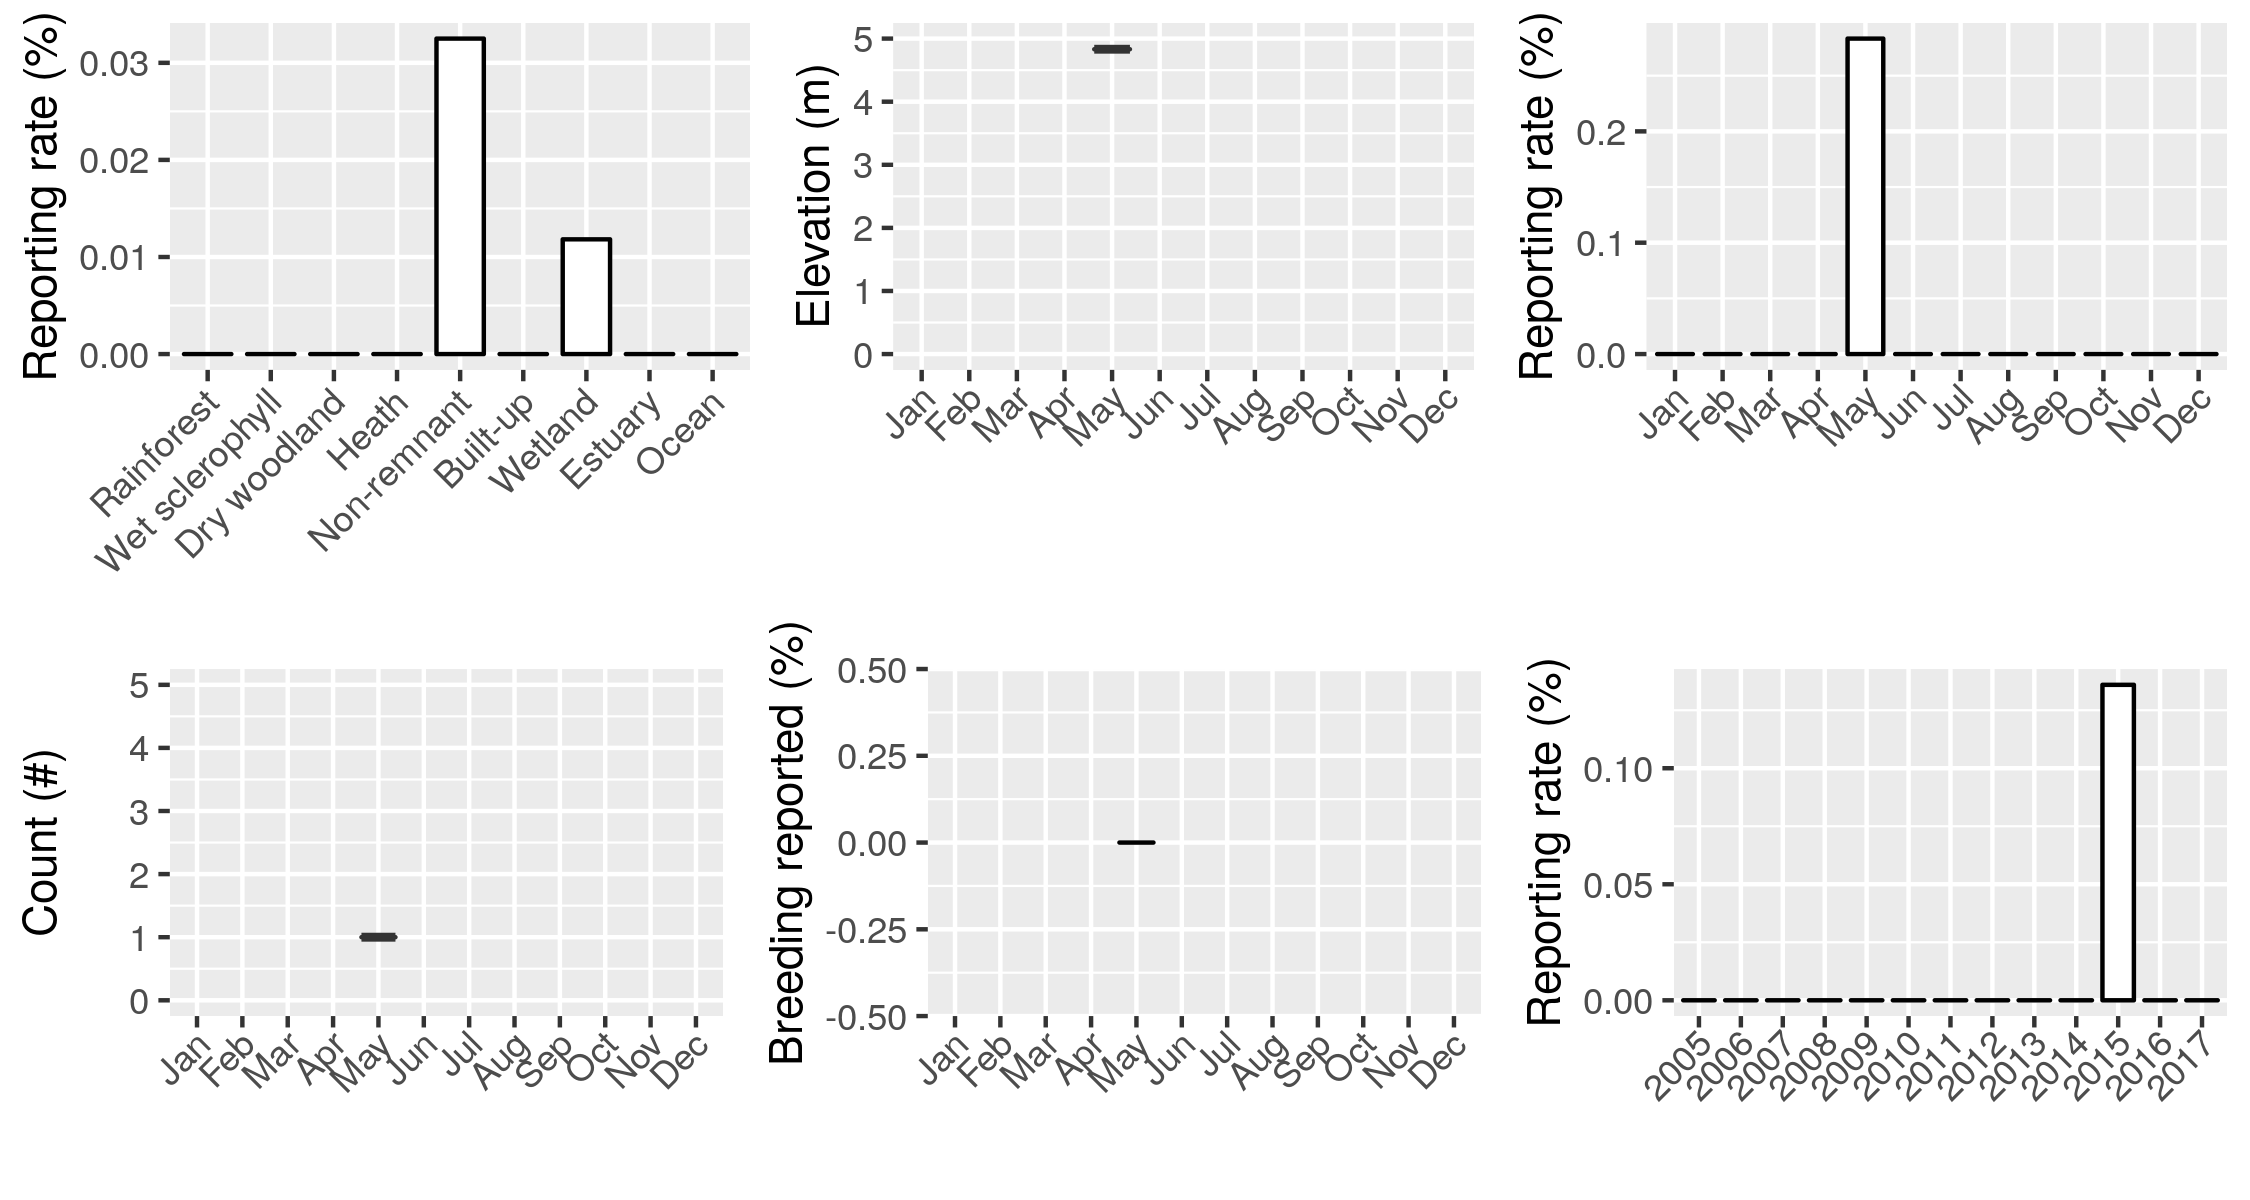 Reporting rate (%)
0.03
0.02
0.01
0.00
Rainforest
Wet sclerophyll
Dry woodland
Heath
Non-remnant
Built-up
Wetland
Estuary
Ocean
Elevation (m)
5
4
3
2
1
0
Jan
Feb
Mar
Apr
May
Jun
Jul
Aug
Sep
Oct
Nov
Dec
Reporting rate (%)
0.2
0.1
0.0
Jan
Feb
Mar
Apr
May
Jun
Jul
Aug
Sep
Oct
Nov
Dec
Count (#)
5
4
3
2
1
0
Jan
Feb
Mar
Apr
May
Jun
Jul
Aug
Sep
Oct
Nov
Dec
Breeding reported (%)
0.50
0.25
0.00
-0.25
-0.50
Jan
Feb
Mar
Apr
May
Jun
Jul
Aug
Sep
Oct
Nov
Dec
Reporting rate (%)
0.10
0.05
0.00
2005
2006
2007
2008
2009
2010
2011
2012
2013
2014
2015
2016
2017